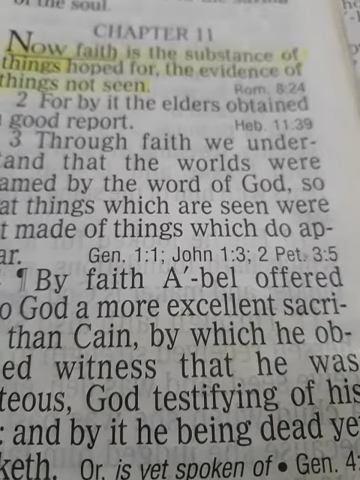 of the soul.
CHAPTER 11
Now faith is the substance of
things hoped for, the evidence of
things not seen. Rom. 8:24
2 For by it the elders obtained
good report. Heb. 11:39
3 Through faith we under-
and that the worlds were
amed by the word of God, so
at things which are seen were
t made of things which do ap-
ar. Gen. 1:1; John 1:3; 2 Pet. 3:5
¶ By faith A′-bel offered
o God a more excellent sacri-
than Cain, by which he ob-
ed witness that he was
teous, God testifying of his
: and by it he being dead ye
keth. Or, is yet spoken of • Gen. 4: